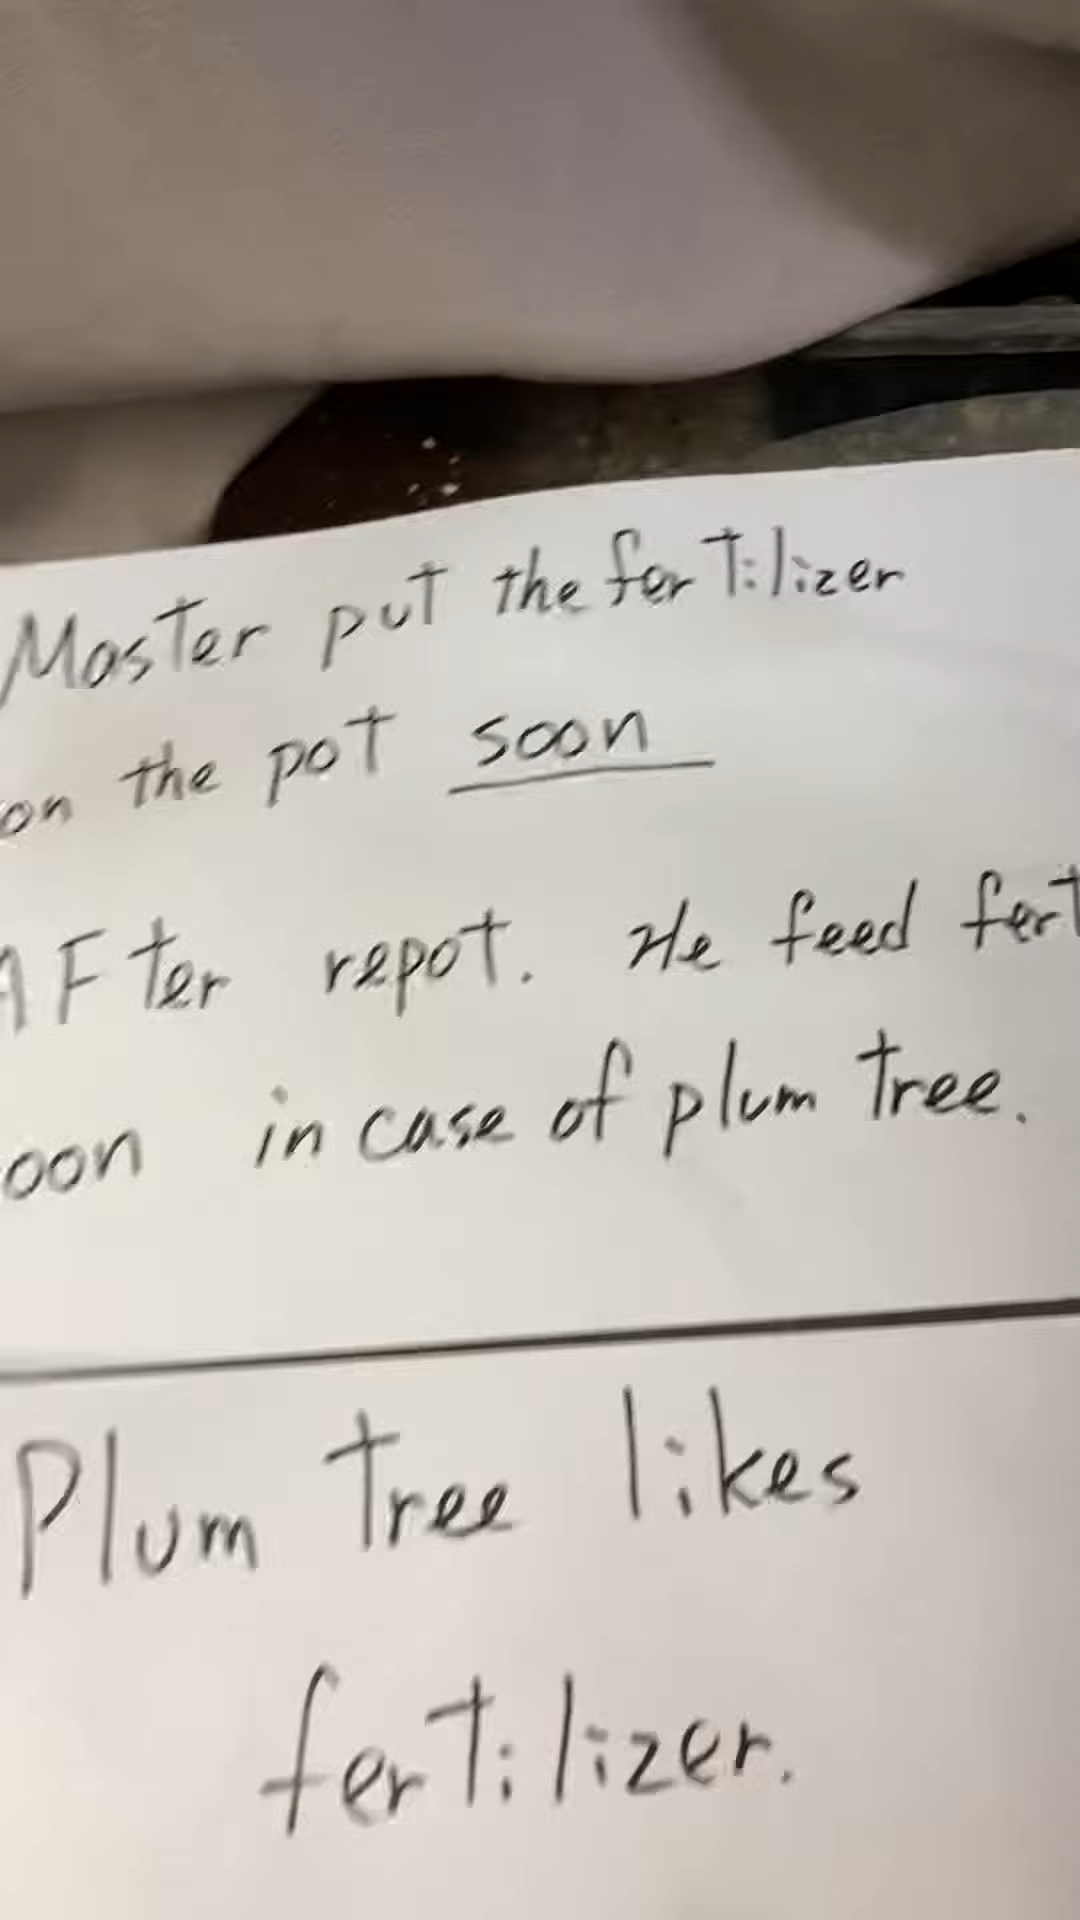 Master put the fertilizer
on the pot soon
AFter repot. He feed fert
oon in case of plum tree.
Plum tree likes
fertilizer.